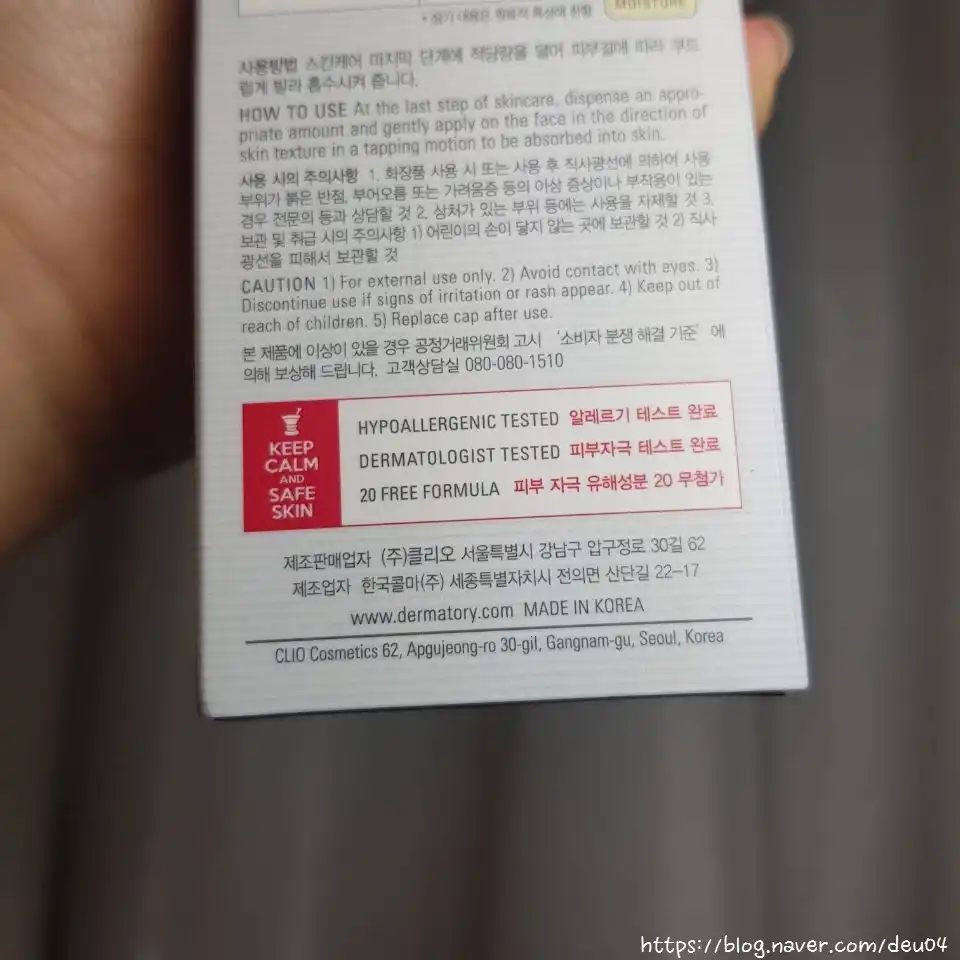 MOISTURE
사용방법 스킨케어 마지막 단계에 적당량을 덜어 피부결에 따라 부드
럽게 발라 흡수시켜 줍니다.
HOW TO USE At the last step of skincare, dispense an appro-
priate amount and gently apply on the face in the direction of
skin texture in a tapping motion to be absorbed into skin.
사용 시의 주의사항 1. 화장품 사용 시 또는 사용 후 직사광선에 의하여 사용
부위가 붉은 반점, 부어오름 또는 가려움증 등의 이상 증상이나 부작용이 있는
경우 전문의 등과 상담할 것 2. 상처가 있는 부위 등에는 사용을 자제할 것 3.
보관 및 취급 시의 주의사항 1) 어린이의 손이 닿지 않는 곳에 보관할 것 2) 직사
광선을 피해서 보관할 것
CAUTION 1) For external use only. 2) Avoid contact with eyes. 3)
Discontinue use if signs of irritation or rash appear. 4) Keep out of
reach of children. 5) Replace cap after use.
본 제품에 이상이 있을 경우 공정거래위원회 고시 '소비자 분쟁 해결 기준' 에
의해 보상해 드립니다. 고객상담실 080-080-1510
KEEP
CALM
AND
SAFE
SKIN
HYPOALLERGENIC TESTED 알레르기 테스트 완료
DERMATOLOGIST TESTED 피부자극 테스트 완료
20 FREE FORMULA 피부 자극 유해성분 20 무첨가
제조판매업자 (주)클리오 서울특별시 강남구 압구정로 30길 62
제조업자 한국콜마(주) 세종특별자치시 전의면 산단길 22-17
www.dermatory.com MADE IN KOREA
CLIO Cosmetics 62, Apgujeong-ro 30-gil, Gangnam-gu, Seoul, Korea
https://blog.naver.com/deu04